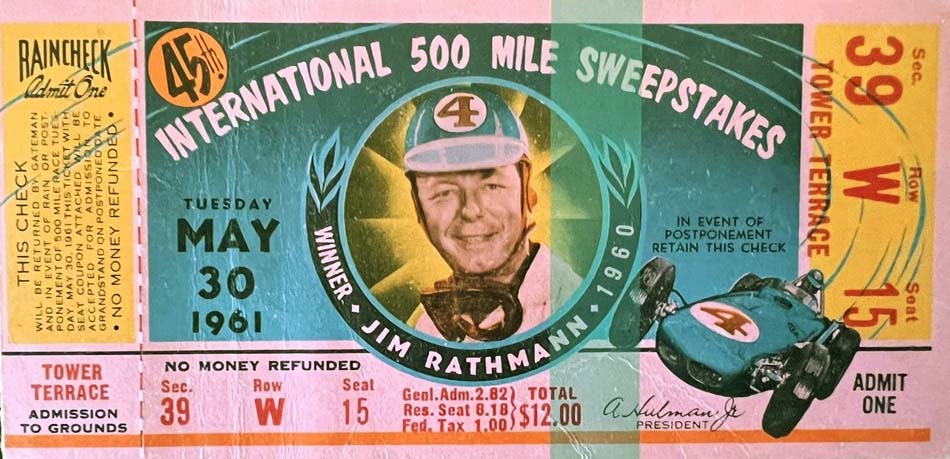 RAINCHECK
Admit One
THIS CHECK
WILL BE RETURNED BY GATEMAN
AND IN EVENT OF RAIN OR POST-
PONEMENT OF 500 MILE RACE TUES-
DAY MAY 30, 1961 THIS TICKET WITH
SEAT COUPON ATTACHED WILL BE
ACCEPTED FOR ADMISSION TO
GRANDSTAND ON POSTPONED DATE
• NO MONEY REFUNDED •
TOWER
TERRACE
ADMISSION
TO GROUNDS
45th
INTERNATIONAL 500 MILE SWEEPSTAKES
TUESDAY
MAY
30
1961
4
WINNER • JIM RATHMANN • 1960
IN EVENT OF
POSTPONEMENT
RETAIN THIS CHECK
4
NO MONEY REFUNDED
Sec. Row Seat
39 W 15
Genl. Adm. 2.82
Res. Seat 8.18
Fed. Tax 1.00
TOTAL
$12.00
A Hulman Jr
PRESIDENT
TOWER TERRACE
Sec. Row Seat
39 W 15
ADMIT
ONE